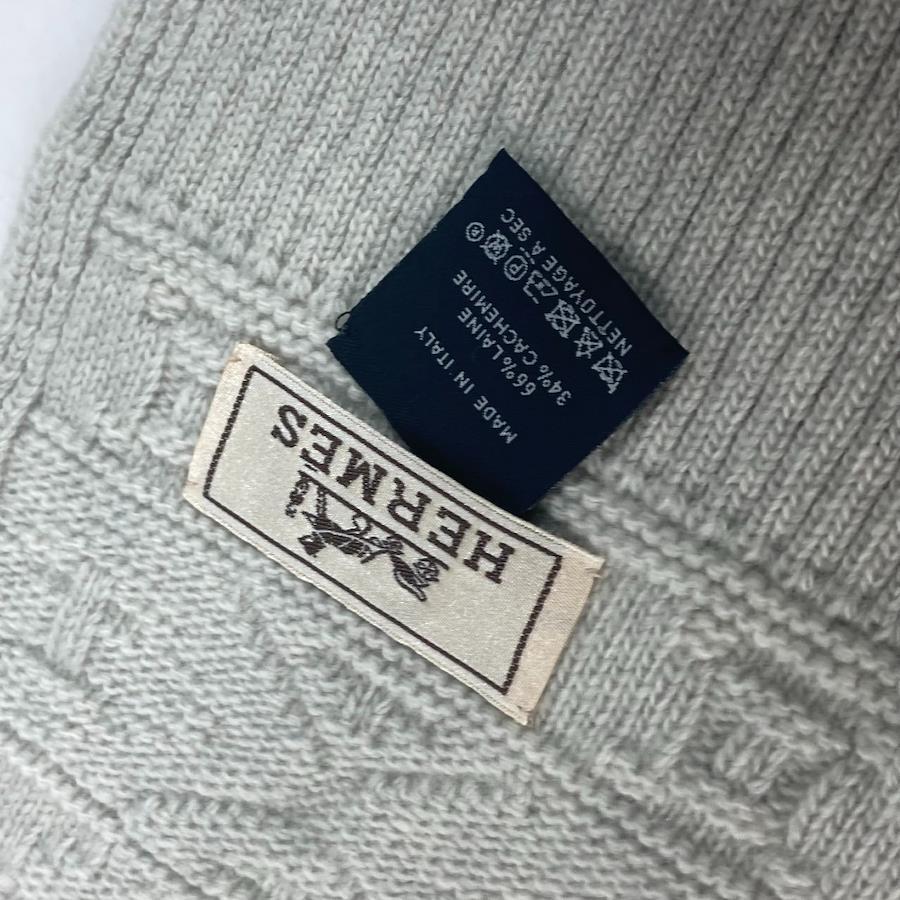 HERMES
MADE IN ITALY
66% LAINE
34% CACHEMIRE
NETTOYAGE A SEC